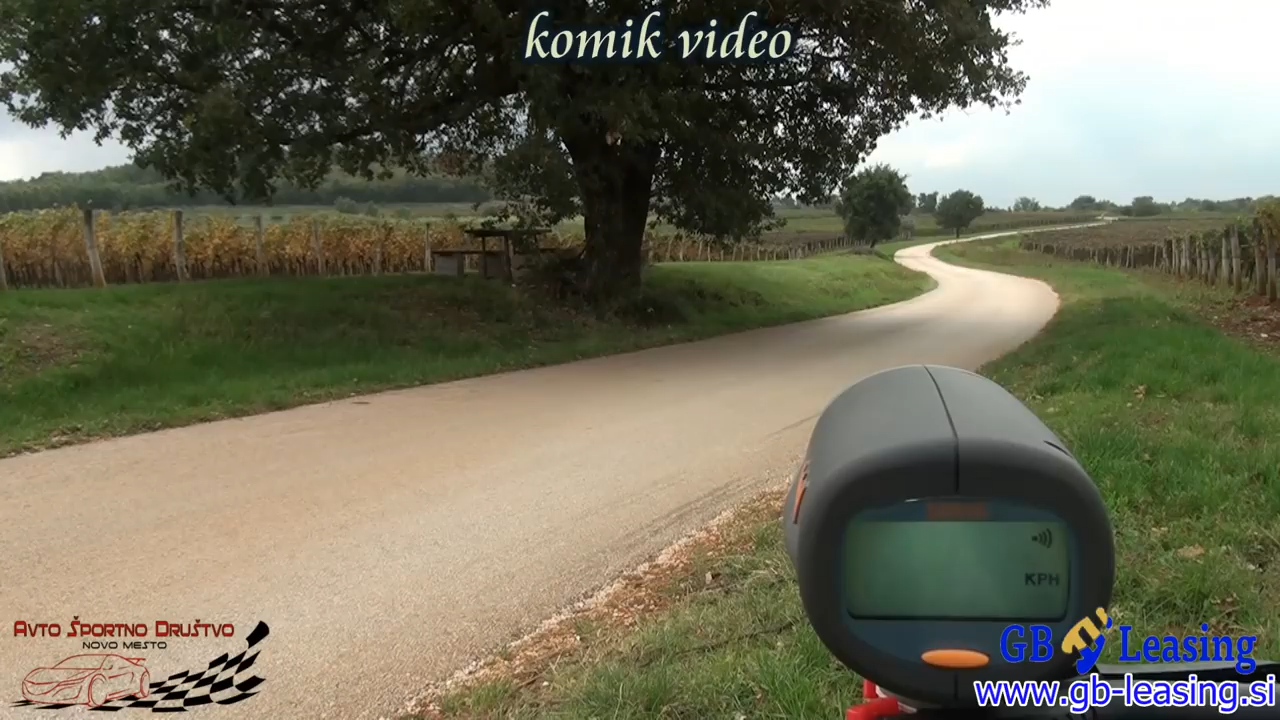 komik video
KPH
AVTO ŠPORTNO DRUŠTVO
NOVO MESTO
GB Leasing
www.gb-leasing.si